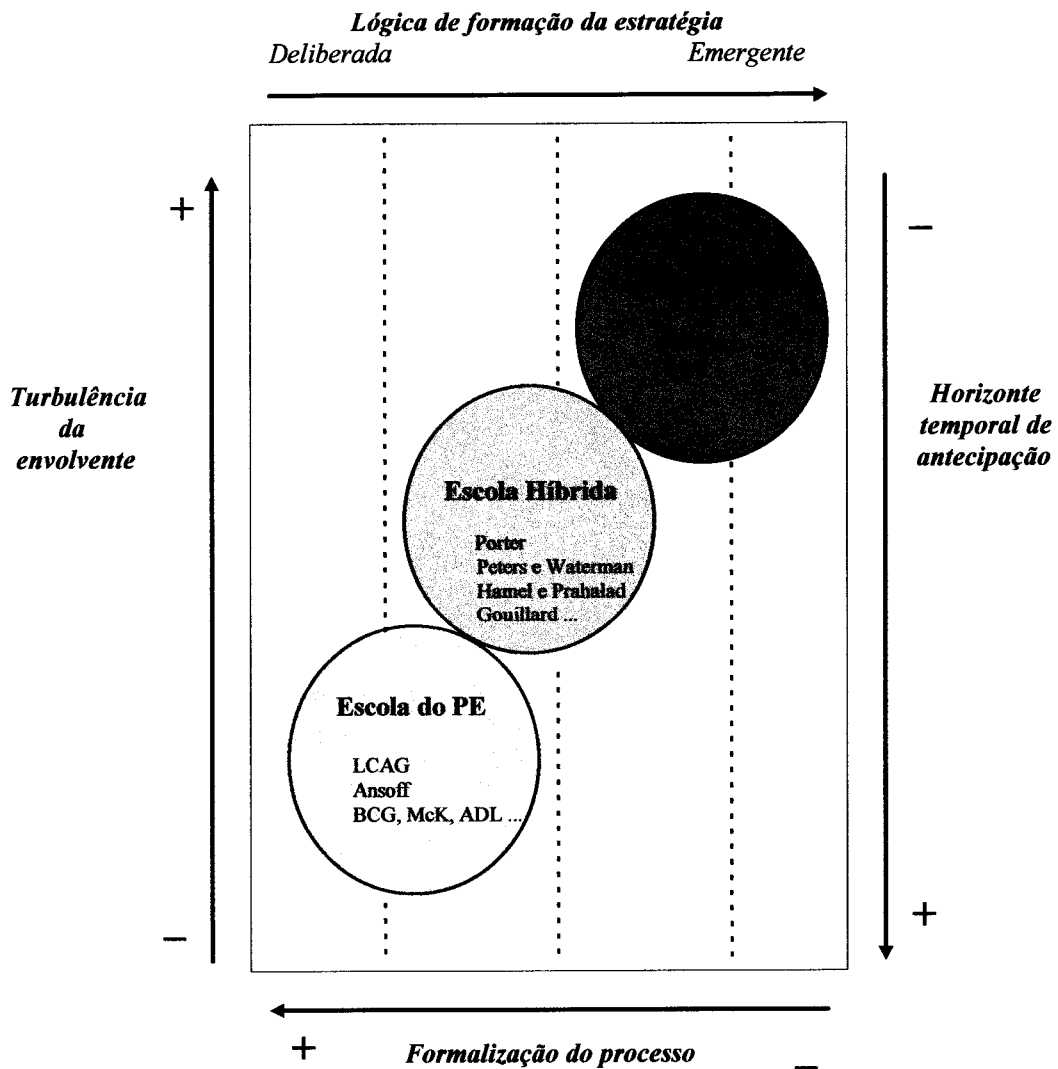 Lógica de formação da estratégia
Deliberada
Emergente
+
−
Turbulência
da
envolvente
Horizonte
temporal de
antecipação
Escola Híbrida
Porter
Peters e Waterman
Hamel e Prahalad
Gouillard ...
Escola do PE
LCAG
Ansoff
BCG, McK, ADL ...
−
+
+
Formalização do processo
−